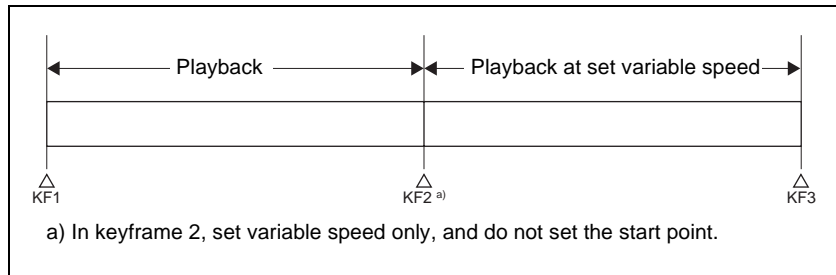 Playback Playback at set variable speed
KF1 KF2 a) KF3
a) In keyframe 2, set variable speed only, and do not set the start point.